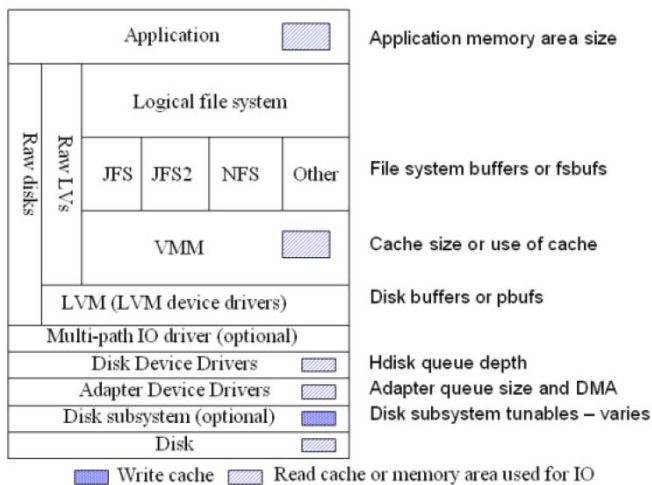 Application
Application memory area size
Raw disks
Raw LVs
Logical file system
JFS
JFS2
NFS
Other
File system buffers or fsbufs
VMM
Cache size or use of cache
LVM (LVM device drivers)
Disk buffers or pbufs
Multi-path IO driver (optional)
Disk Device Drivers
Hdisk queue depth
Adapter Device Drivers
Adapter queue size and DMA
Disk subsystem (optional)
Disk subsystem tunables – varies
Disk
Write cache
Read cache or memory area used for IO